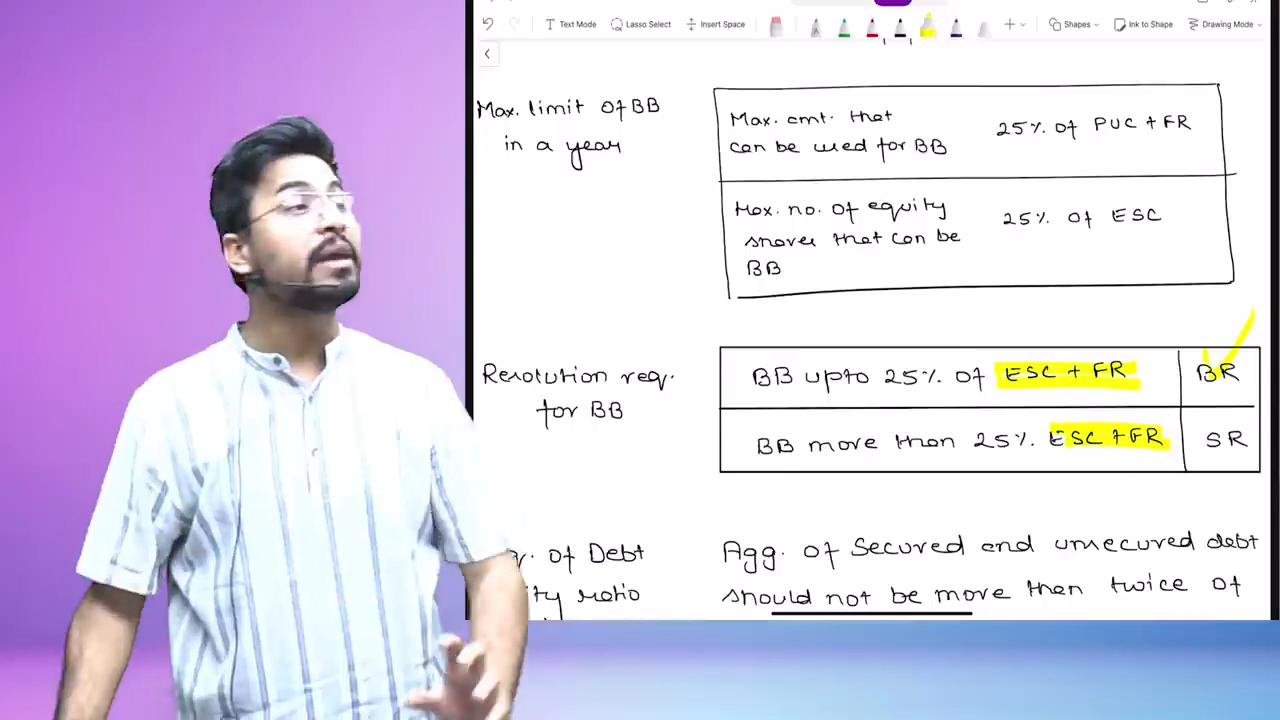 Text Mode Lasso Select Insert Space Shapes Ink to Shape Drawing Mode
Max. limit of BB
in a year
Max. amt. that
can be used for BB
25% of PUC + FR
Max. no. of equity
shares that can be
BB
25% of ESC
Resolution req.
for BB
BB upto 25% of ESC + FR
BR
BB more than 25% ESC + FR
SR
of Debt
ratio
Agg. of Secured and unsecured debt
should not be more than twice of